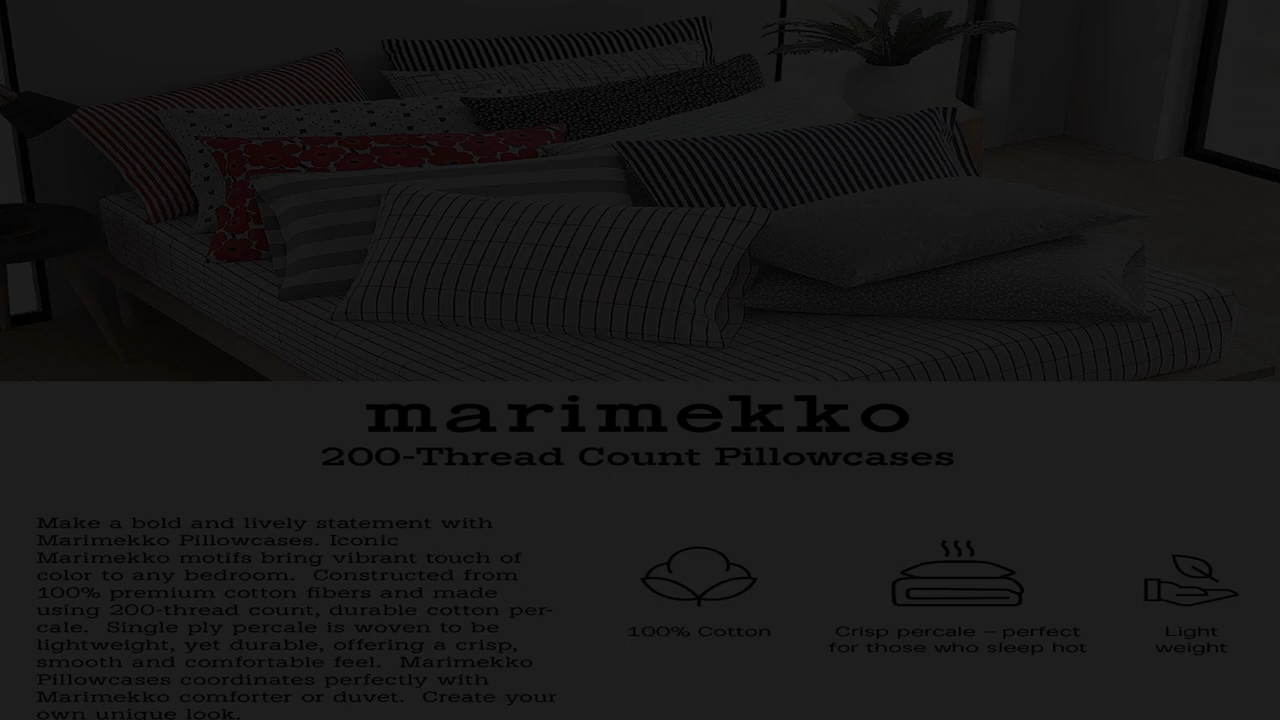 marimekko
200-Thread Count Pillowcases
Make a bold and lively statement with
Marimekko Pillowcases. Iconic
Marimekko motifs bring vibrant touch of
color to any bedroom. Constructed from
100% premium cotton fibers and made
using 200-thread count, durable cotton per-
cale. Single ply percale is woven to be
lightweight, yet durable, offering a crisp,
smooth and comfortable feel. Marimekko
Pillowcases coordinates perfectly with
Marimekko comforter or duvet. Create your
own unique look.
100% Cotton
Crisp percale – perfect
for those who sleep hot
Light
weight